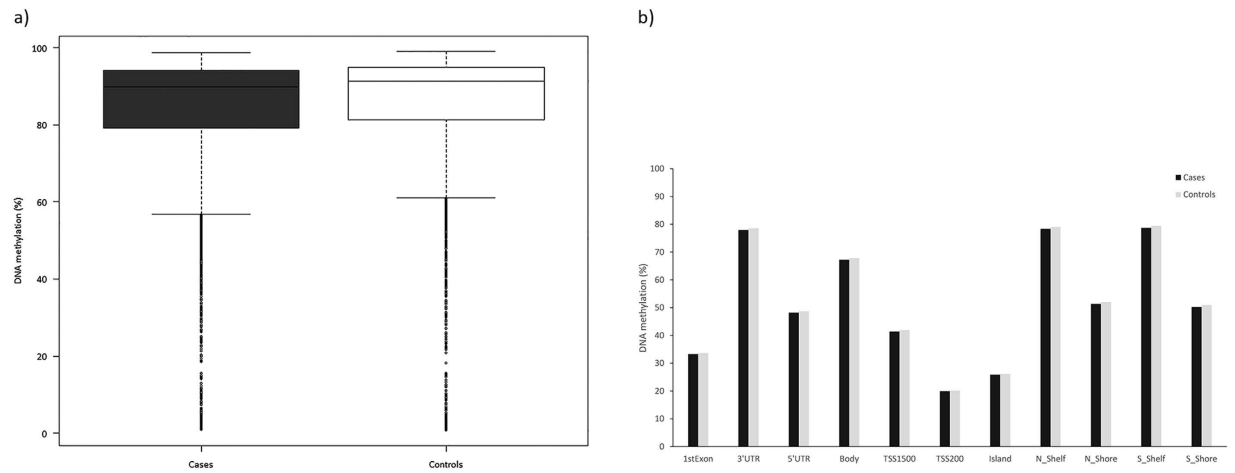 a)
100
80
60
40
20
0
DNA methylation (%)
Cases
Controls
b)
100
90
80
70
60
50
40
30
20
10
0
DNA methylation (%)
Cases
Controls
1stExon 3'UTR 5'UTR Body TSS1500 TSS200 Island N_Shelf N_Shore S_Shelf S_Shore